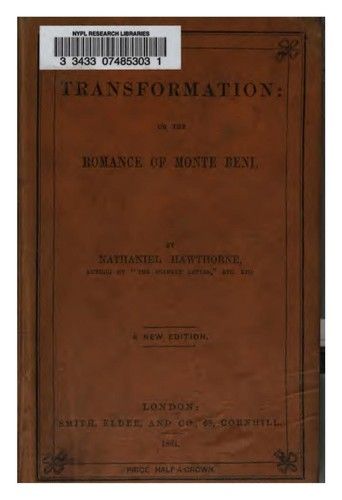 NYPL RESEARCH LIBRARIES
3 3433 07485303 1
TRANSFORMATION:
OR THE
ROMANCE OF MONTE BENI.
BY
NATHANIEL HAWTHORNE,
AUTHOR OF "THE SCARLET LETTER," ETC. ETC.
A NEW EDITION.
LONDON:
SMITH, ELDER, AND CO., 65, CORNHILL.
1861.
PRICE HALF-A-CROWN.